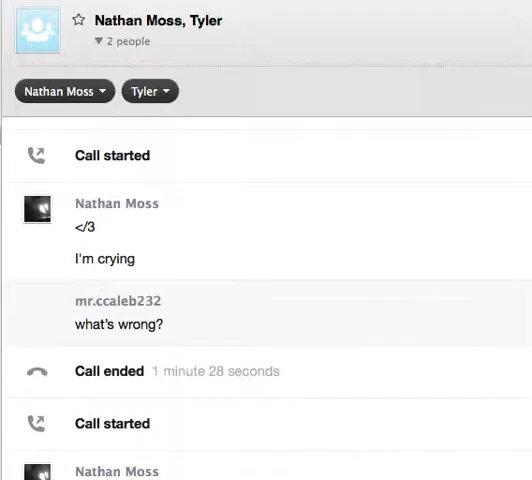 Nathan Moss, Tyler
2 people
Nathan Moss
Tyler
Call started
Nathan Moss
</3
I'm crying
mr.ccaleb232
what's wrong?
Call ended 1 minute 28 seconds
Call started
Nathan Moss